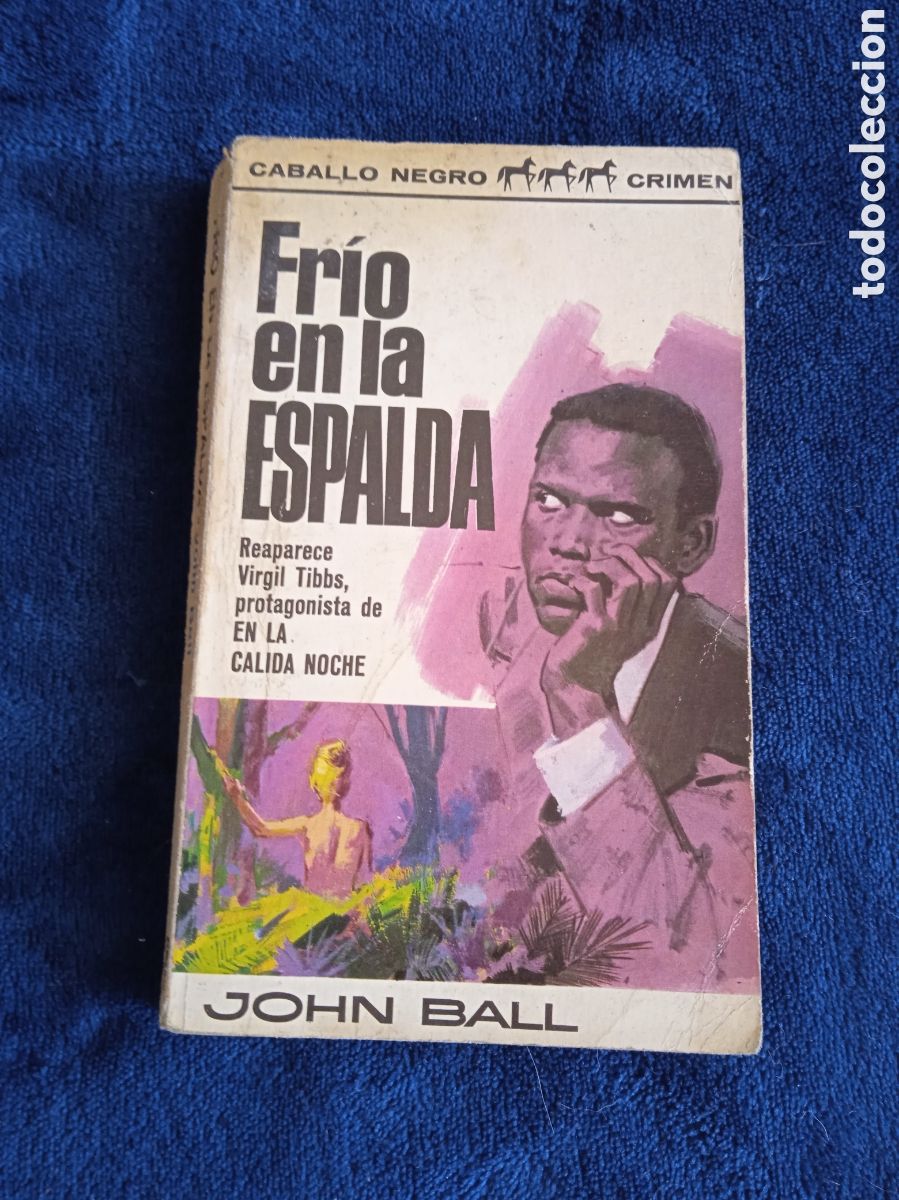 CABALLO NEGRO CRIMEN
Frío
en la
ESPALDA
Reaparece
Virgil Tibbs,
protagonista de
EN LA
CALIDA NOCHE
JOHN BALL
todocoleccion